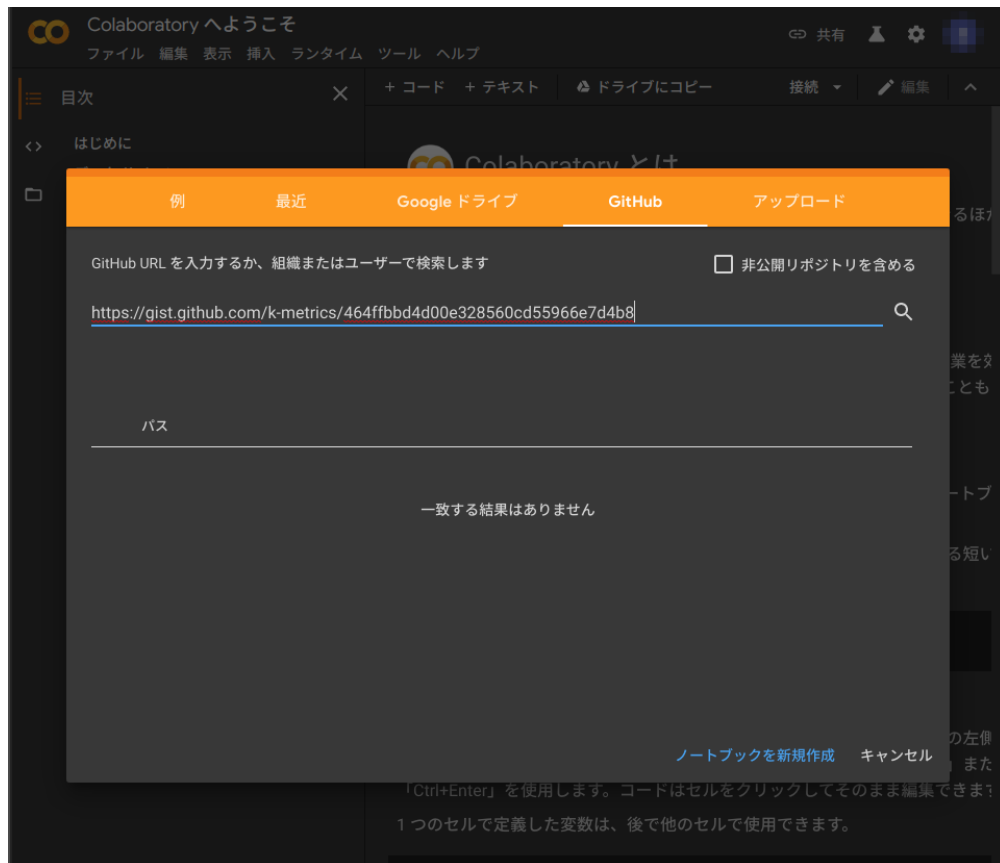 Colaboratory へようこそ
共有
ファイル 編集 表示 挿入 ランタイム ツール ヘルプ
目次
+ コード + テキスト ドライブにコピー 接続 編集
はじめに
Colaboratory とは
例 最近 Google ドライブ GitHub アップロード
るほか
GitHub URL を入力するか、組織またはユーザーで検索します
非公開リポジトリを含める
https://gist.github.com/k-metrics/464ffbbd4d00e328560cd55966e7d4b8
業を効
ことも
パス
ートブ
一致する結果はありません
る短い
の左側
ノートブックを新規作成 キャンセル
また
「Ctrl+Enter」を使用します。コードはセルをクリックしてそのまま編集できます
1 つのセルで定義した変数は、後で他のセルで使用できます。